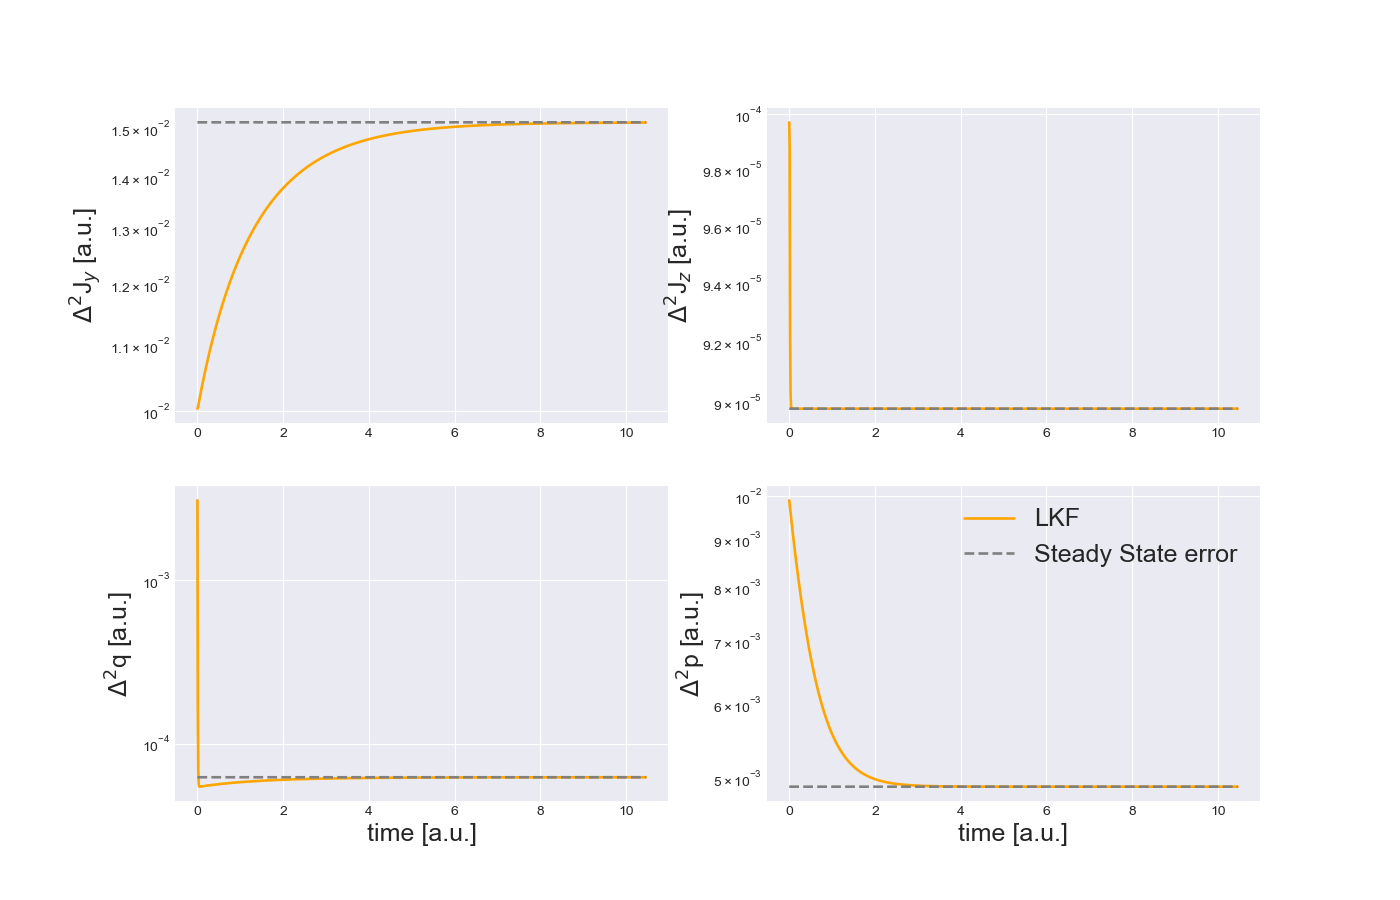 Δ²J_y [a.u.]
1.5 × 10⁻²
1.4 × 10⁻²
1.3 × 10⁻²
1.2 × 10⁻²
1.1 × 10⁻²
10⁻²
0 2 4 6 8 10
Δ²J_z [a.u.]
10⁻⁴
9.8 × 10⁻⁵
9.6 × 10⁻⁵
9.4 × 10⁻⁵
9.2 × 10⁻⁵
9 × 10⁻⁵
0 2 4 6 8 10
Δ²q [a.u.]
10⁻³
10⁻⁴
0 2 4 6 8 10
time [a.u.]
Δ²p [a.u.]
10⁻²
9 × 10⁻³
8 × 10⁻³
7 × 10⁻³
6 × 10⁻³
5 × 10⁻³
LKF
Steady State error
0 2 4 6 8 10
time [a.u.]